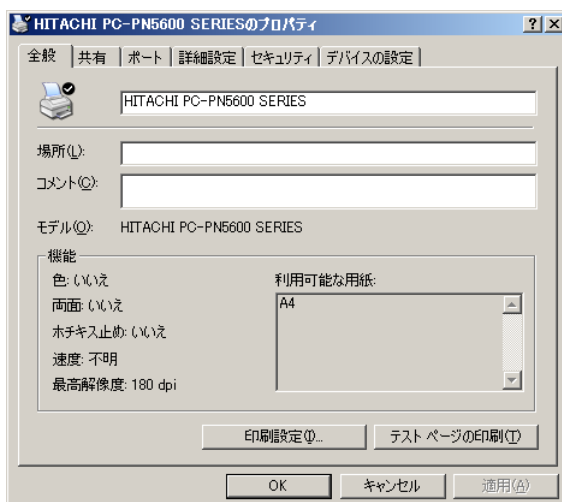 HITACHI PC-PN5600 SERIESのプロパティ
全般 共有 ポート 詳細設定 セキュリティ デバイスの設定
HITACHI PC-PN5600 SERIES
場所(L):
コメント(C):
モデル(O): HITACHI PC-PN5600 SERIES
機能
色: いいえ
両面: いいえ
ホチキス止め: いいえ
速度: 不明
最高解像度: 180 dpi
利用可能な用紙:
A4
印刷設定(I)... テスト ページの印刷(T)
OK キャンセル 適用(A)